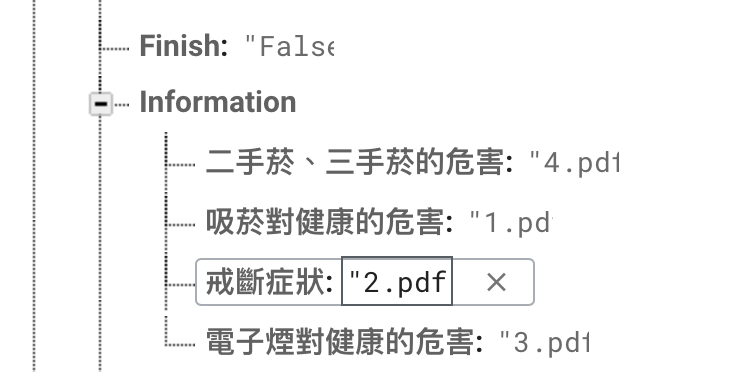 Finish: "False
Information
二手菸、三手菸的危害: "4.pdf
吸菸對健康的危害: "1.pd
戒斷症狀: "2.pdf ×
電子煙對健康的危害: "3.pdf